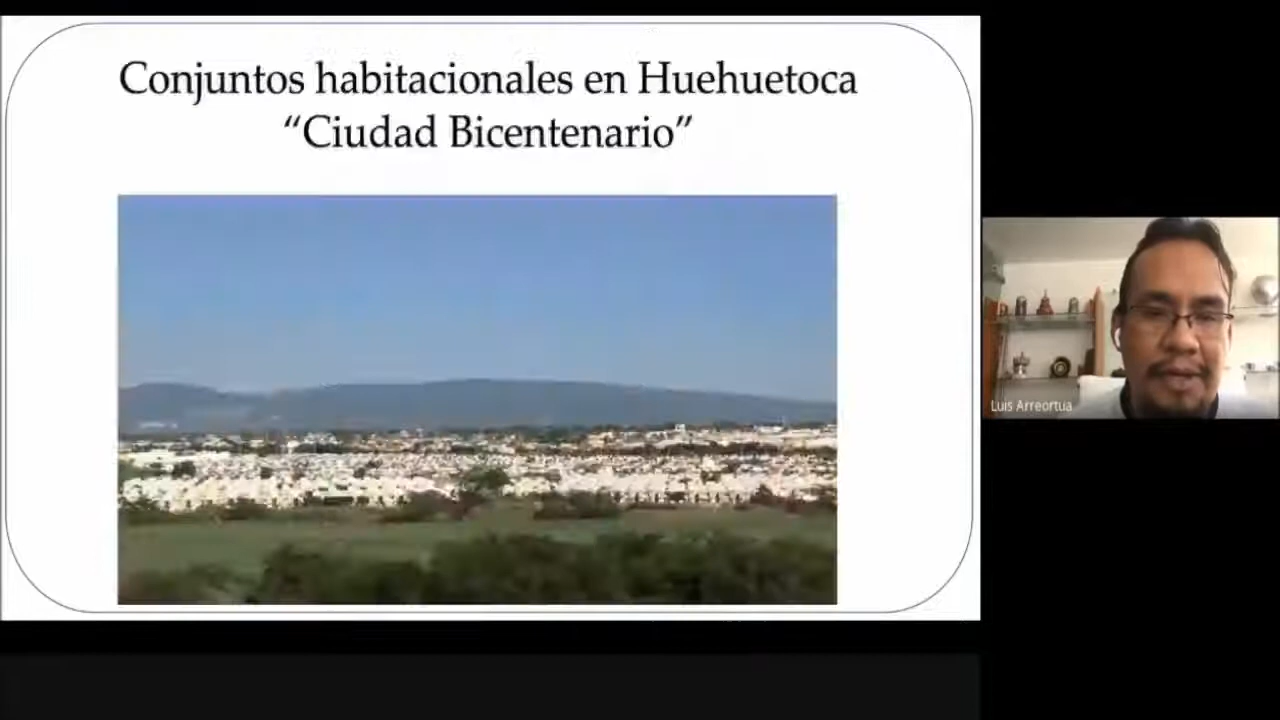 Conjuntos habitacionales en Huehuetoca
“Ciudad Bicentenario”
Luis Arreortua